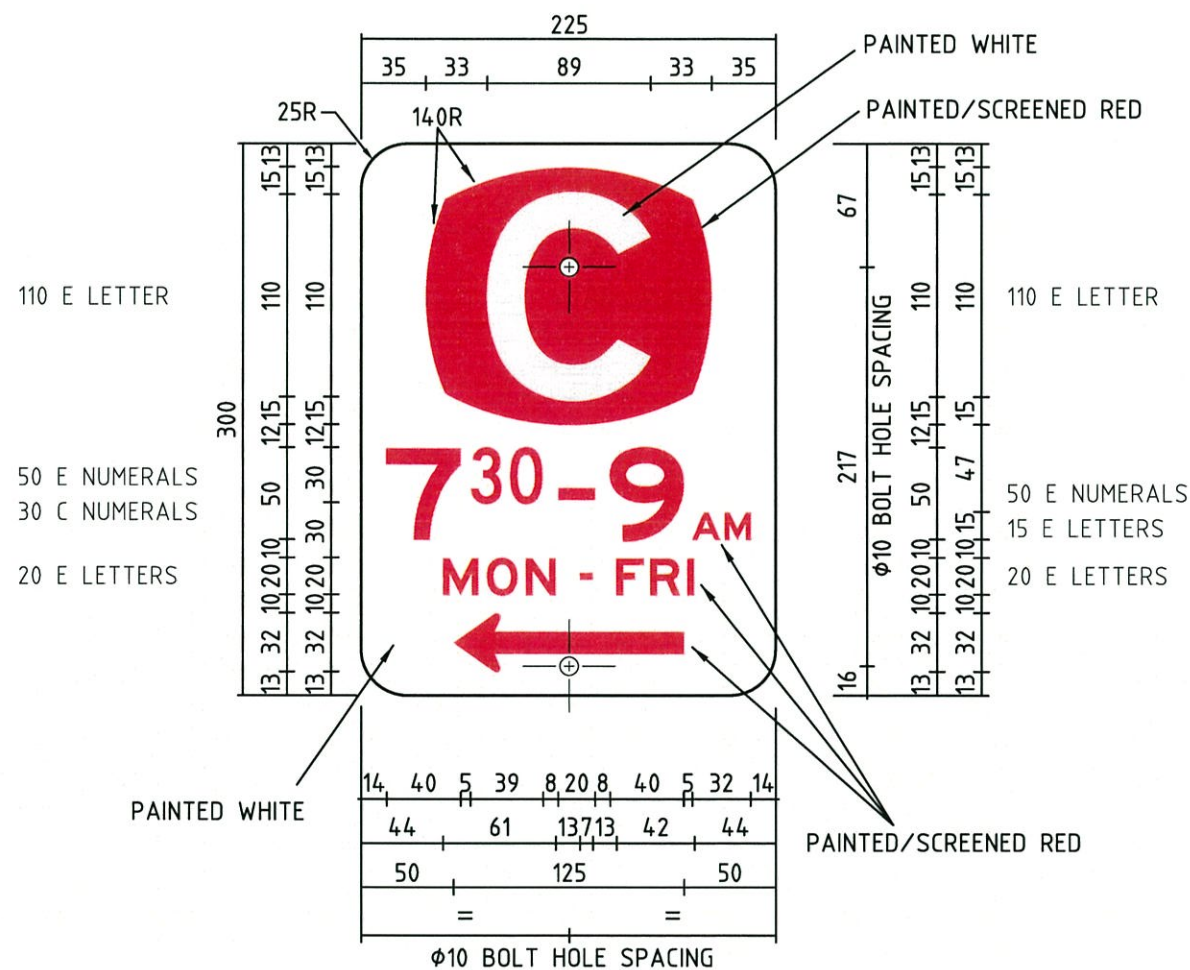 225
35 33 89 33 35
PAINTED WHITE
PAINTED/SCREENED RED
25R
140R
C
7 30 - 9 AM
MON - FRI
110 E LETTER
50 E NUMERALS
30 C NUMERALS
20 E LETTERS
300
13 15 110 15 12 50 10 20 10 32 13
13 15 110 15 12 30 30 20 10 32 13
67 217 16
φ10 BOLT HOLE SPACING
13 15 110 15 12 50 10 20 10 32 13
13 15 110 15 47 15 10 20 10 32 13
110 E LETTER
50 E NUMERALS
15 E LETTERS
20 E LETTERS
PAINTED WHITE
PAINTED/SCREENED RED
14 40 5 39 8 20 8 40 5 32 14
44 61 13 7 13 42 44
50 125 50
= =
φ10 BOLT HOLE SPACING